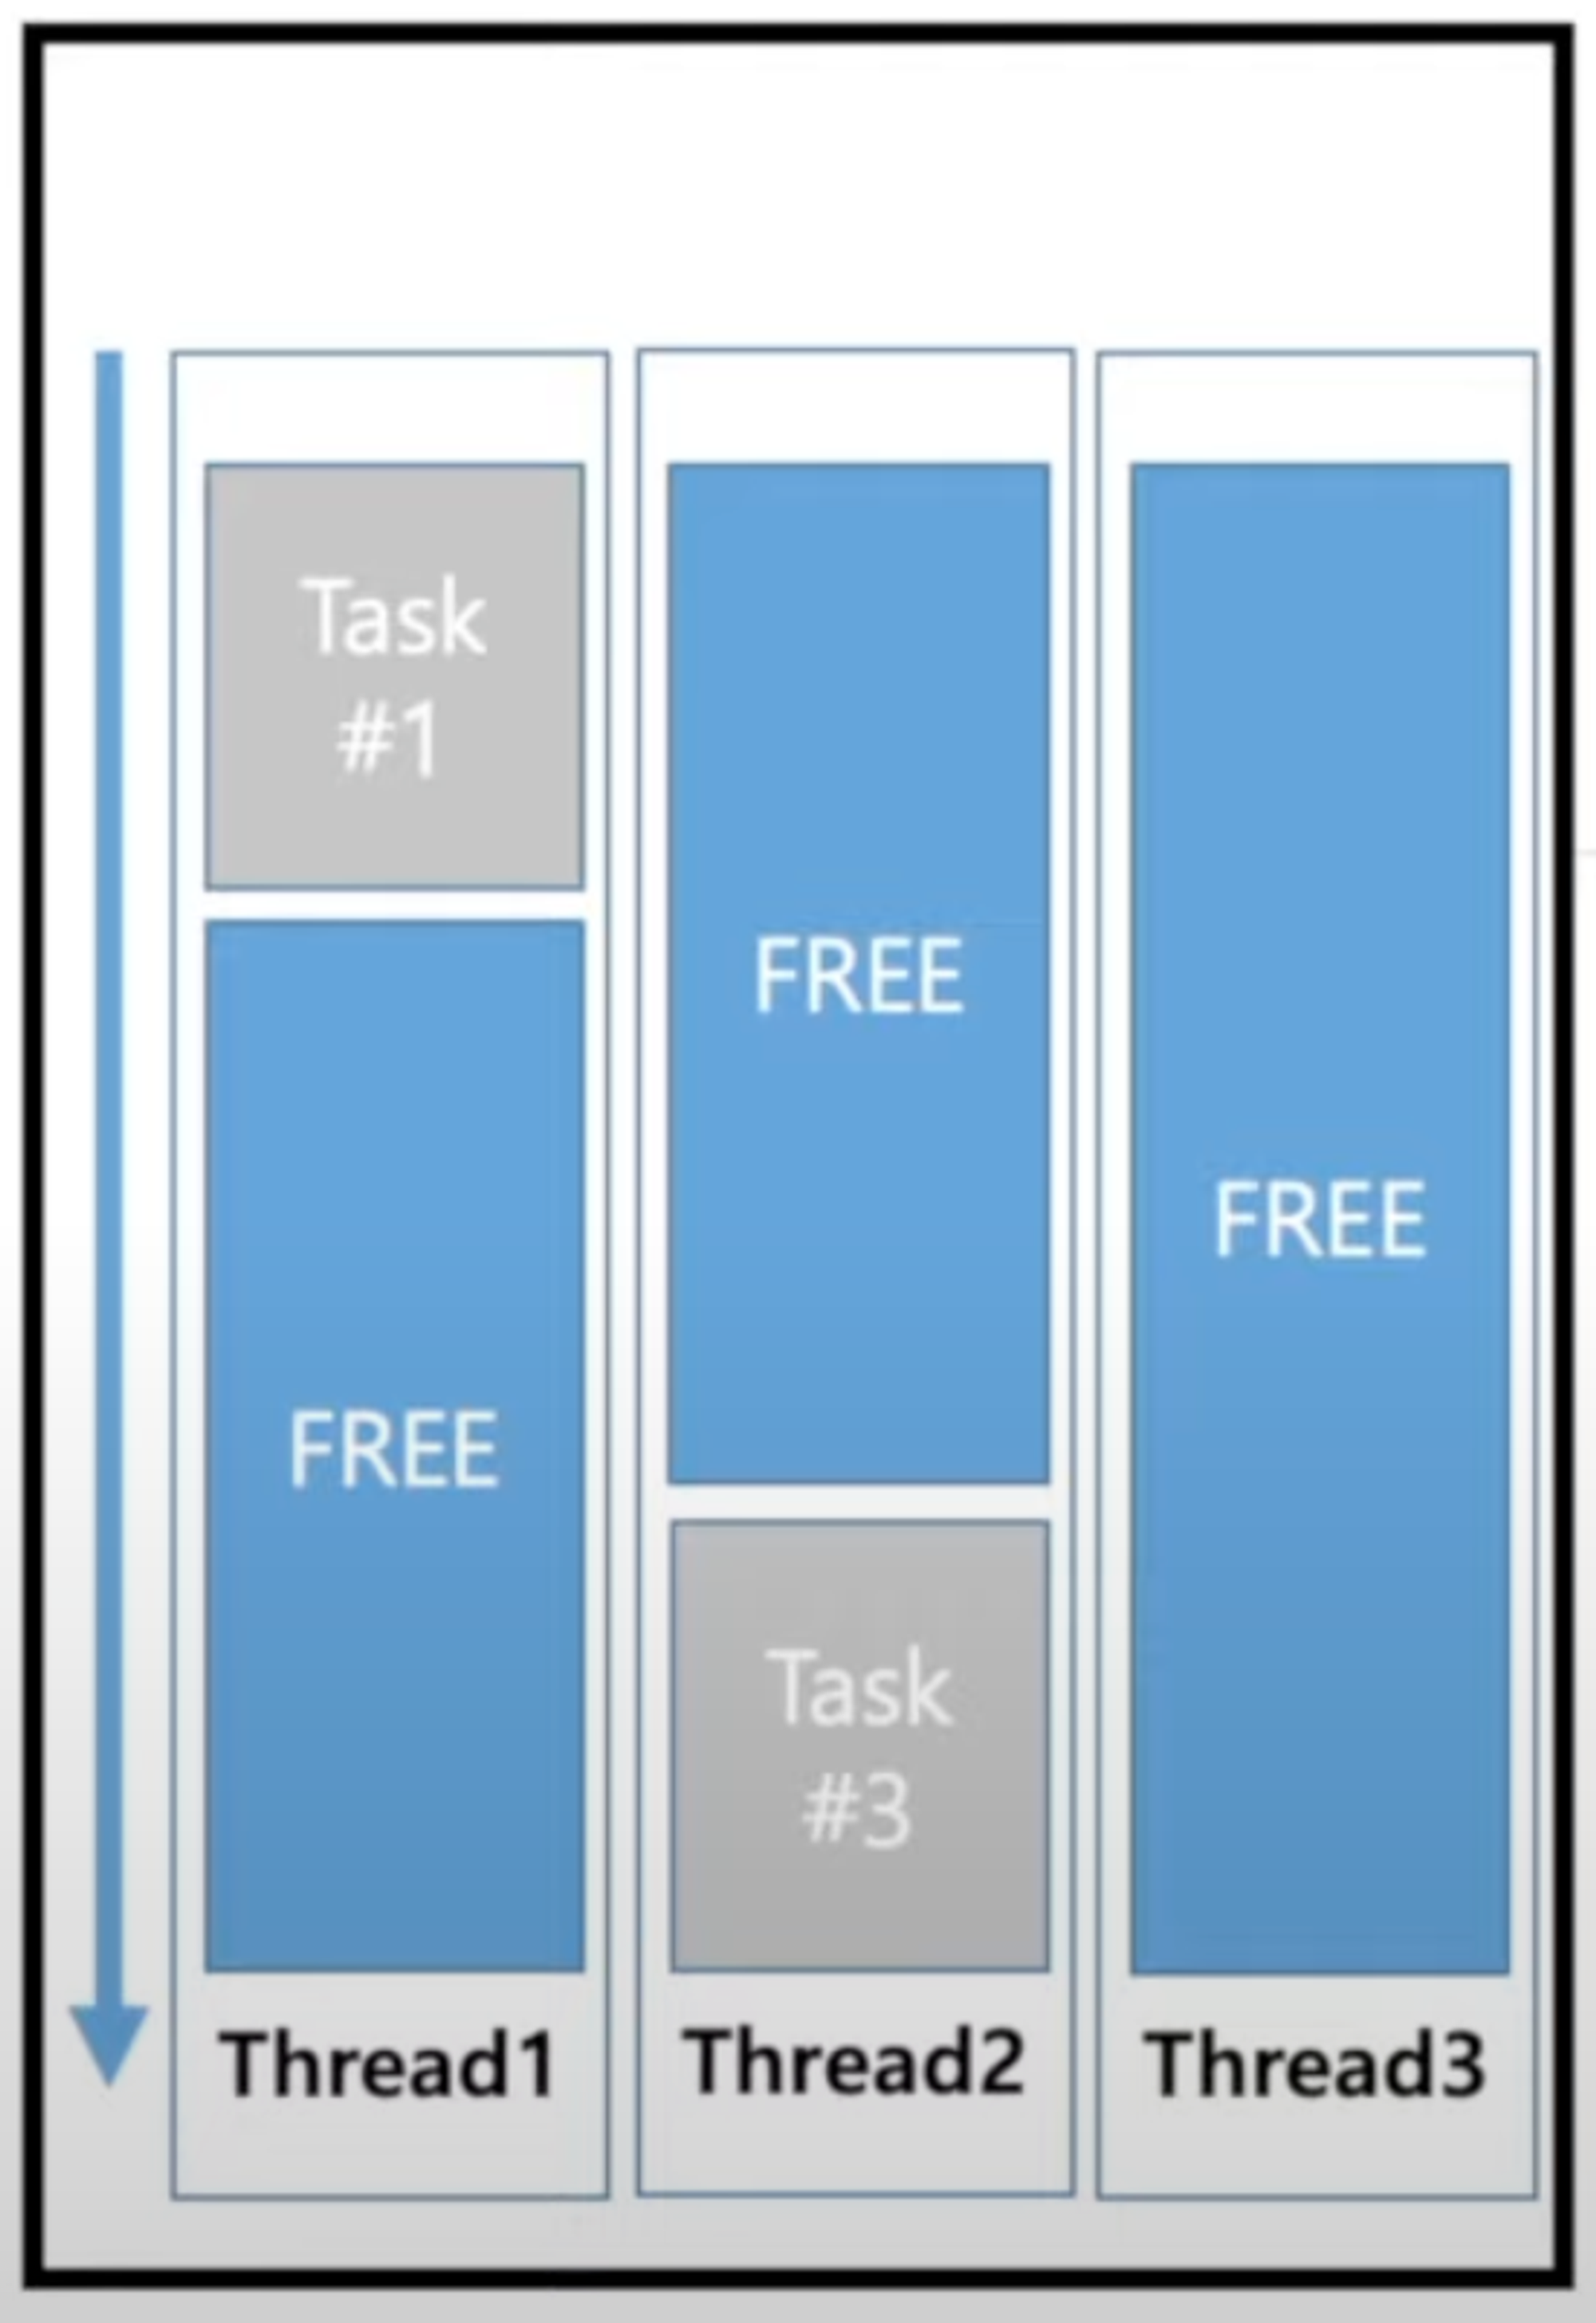 Task
#1
FREE
Thread1
FREE
Task
#3
Thread2
FREE
Thread3